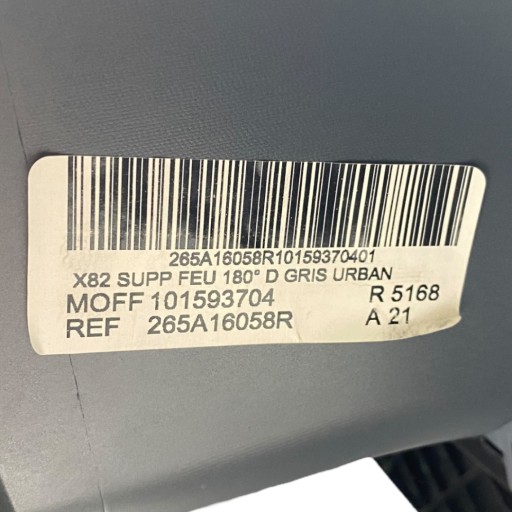 265A16058R10159370401
X82 SUPP FEU 180° D GRIS URBAN
MOFF 101593704 R 5168
REF 265A16058R A 21